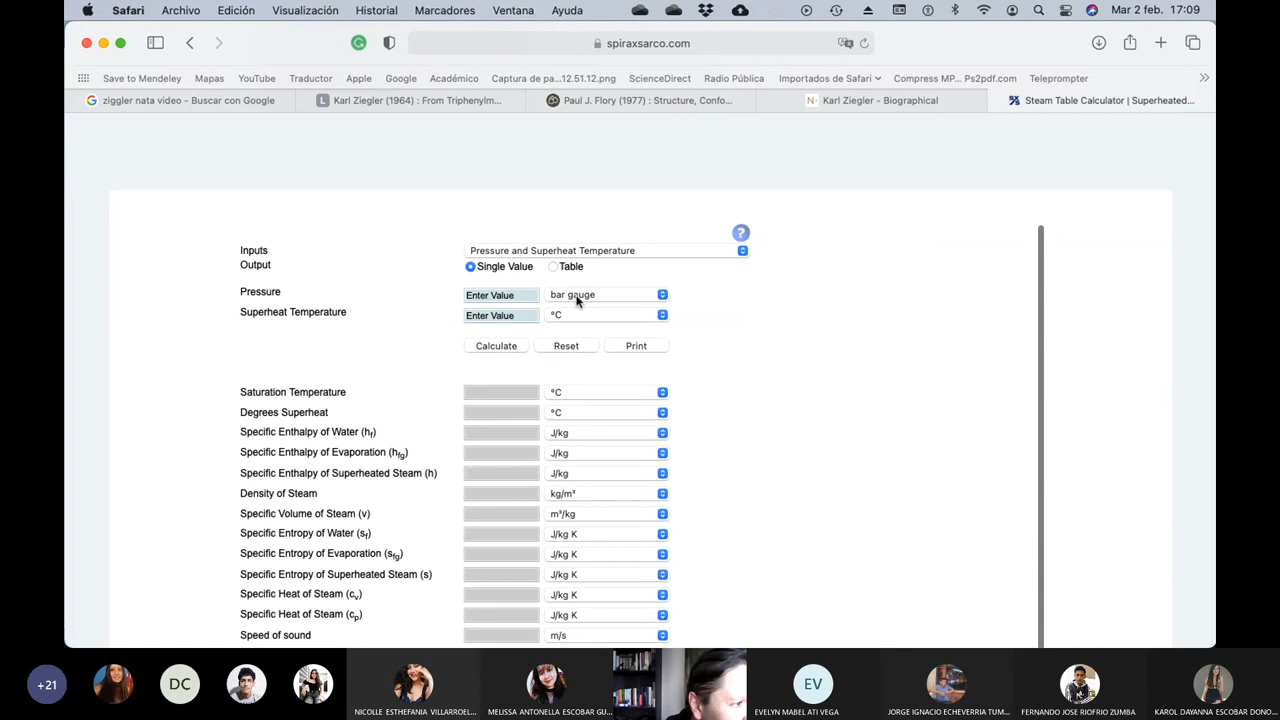 Safari Archivo Edición Visualización Historial Marcadores Ventana Ayuda Mar 2 feb. 17:09
spiraxsarco.com
Save to Mendeley Mapas YouTube Traductor Apple Google Académico Captura de pa...12.51.12.png ScienceDirect Radio Pública Importados de Safari Compress MP... Ps2pdf.com Teleprompter
ziggler nata video - Buscar con Google L Karl Ziegler (1964) : From Triphenylm... Paul J. Flory (1977) : Structure, Confo... N· Karl Ziegler - Biographical Steam Table Calculator | Superheated...
?
Inputs Pressure and Superheat Temperature
Output Single Value Table
Pressure Enter Value bar gauge
Superheat Temperature Enter Value °C
Calculate Reset Print
Saturation Temperature °C
Degrees Superheat °C
Specific Enthalpy of Water (hf) J/kg
Specific Enthalpy of Evaporation (hfg) J/kg
Specific Enthalpy of Superheated Steam (h) J/kg
Density of Steam kg/m³
Specific Volume of Steam (v) m³/kg
Specific Entropy of Water (sf) J/kg K
Specific Entropy of Evaporation (sfg) J/kg K
Specific Entropy of Superheated Steam (s) J/kg K
Specific Heat of Steam (cv) J/kg K
Specific Heat of Steam (cp) J/kg K
Speed of sound m/s
+21 DC EV
NICOLLE ESTHEFANIA VILLARROEL... MELISSA ANTONELLA ESCOBAR GU... EVELYN MABEL ATI VEGA JORGE IGNACIO ECHEVERRIA TUM... FERNANDO JOSE RIOFRIO ZUMBA KAROL DAYANNA ESCOBAR DONO...